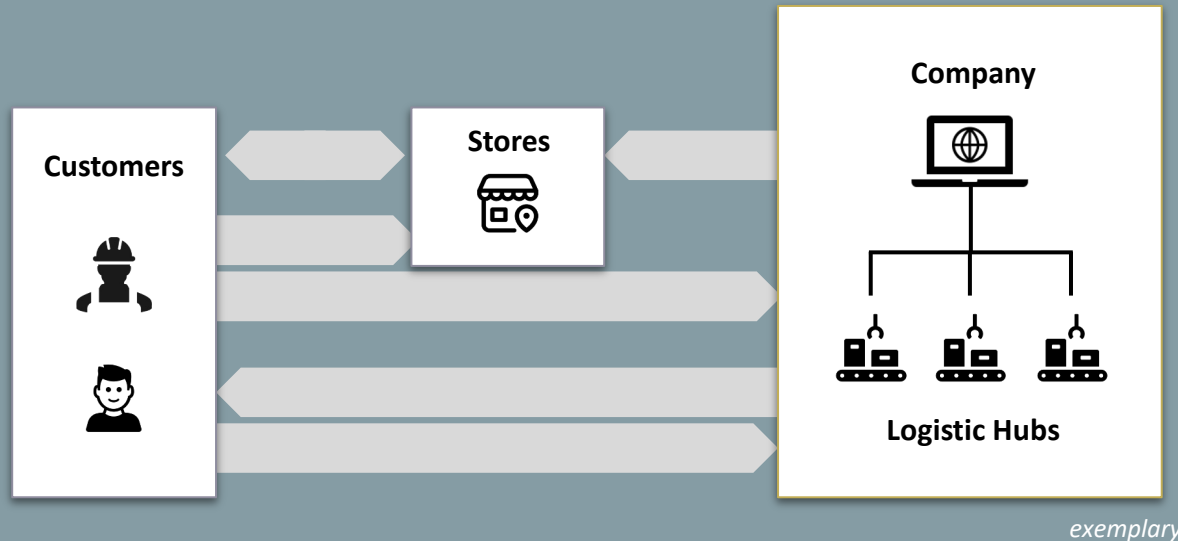 Customers
Stores
Company
Logistic Hubs
exemplary